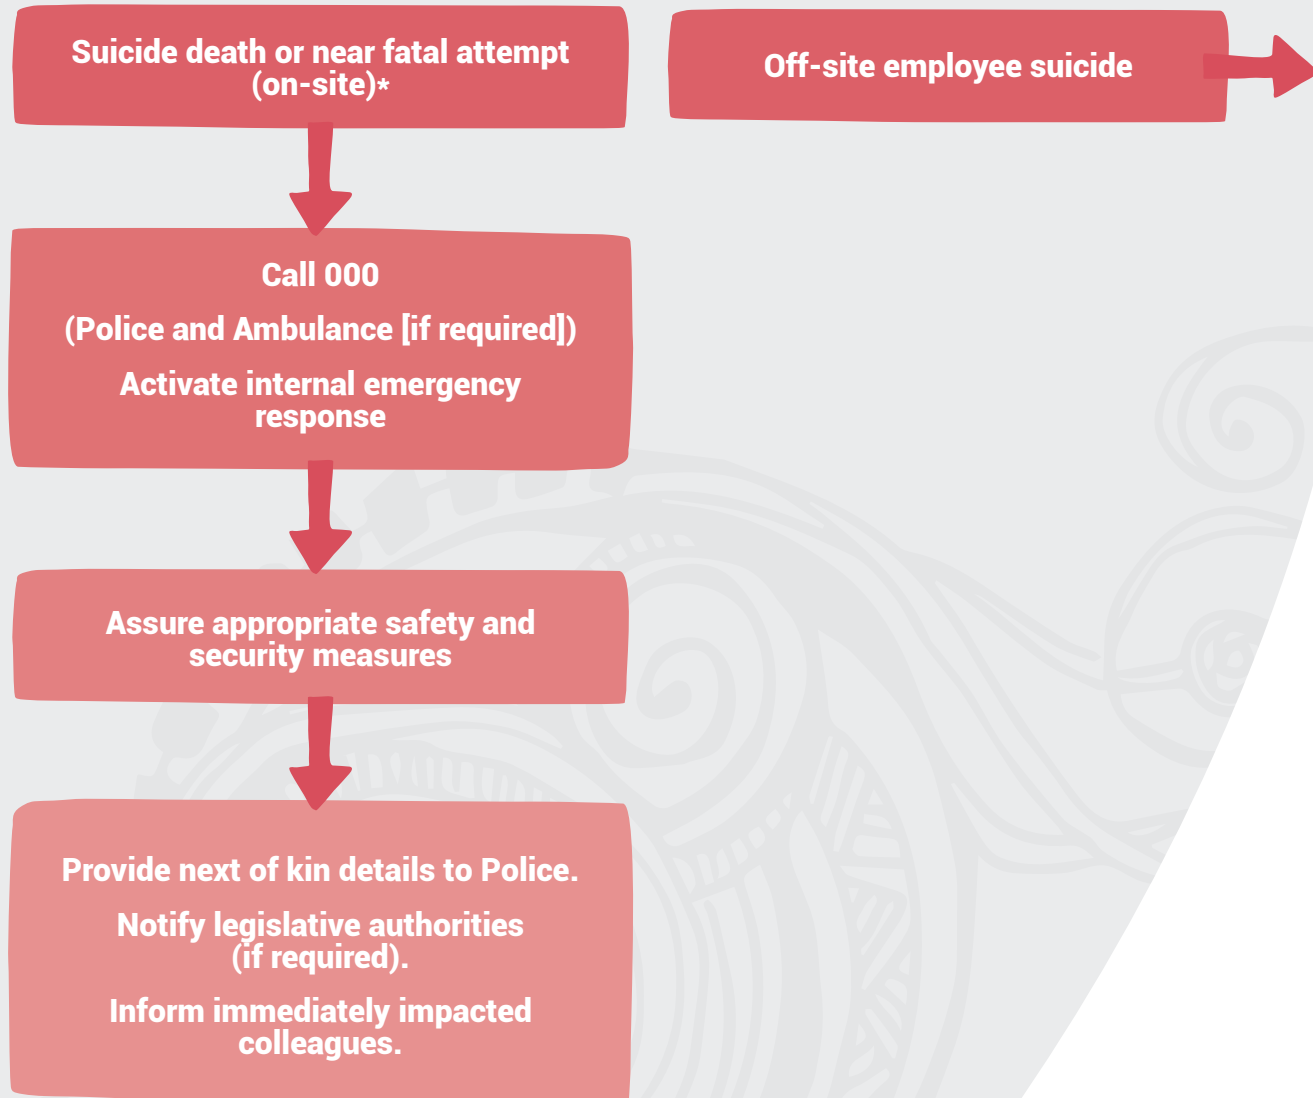 Suicide death or near fatal attempt
(on-site)*
Off-site employee suicide
Call 000
(Police and Ambulance [if required])
Activate internal emergency
response
Assure appropriate safety and
security measures
Provide next of kin details to Police.
Notify legislative authorities
(if required).
Inform immediately impacted
colleagues.